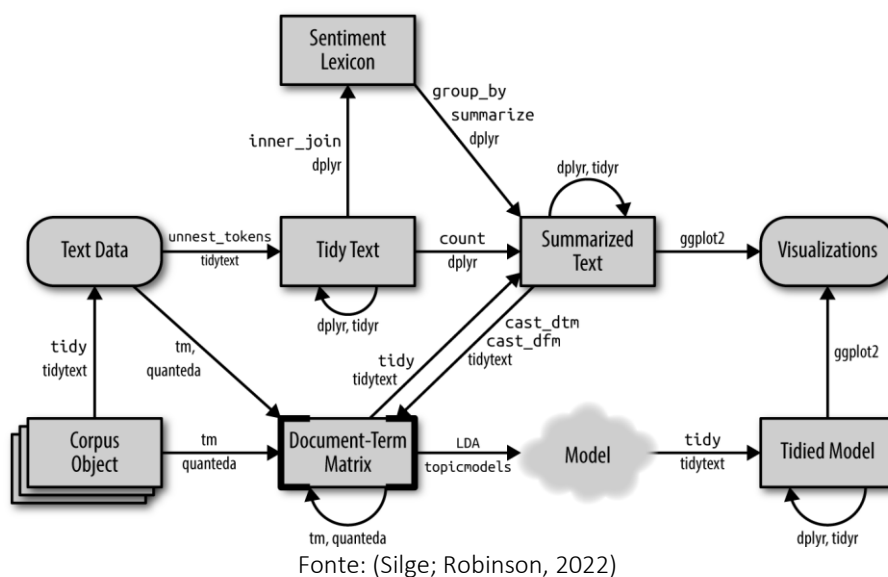 Sentiment
Lexicon
group_by
summarize
dplyr
inner_join
dplyr
dplyr, tidyr
Text Data
unnest_tokens
tidytext
Tidy Text
count
dplyr
Summarized
Text
ggplot2
Visualizations
dplyr, tidyr
tidy
tidytext
tm,
quanteda
tidy
tidytext
cast_dtm
cast_dfm
tidytext
ggplot2
Corpus
Object
tm
quanteda
Document-Term
Matrix
LDA
topicmodels
Model
tidy
tidytext
Tidied Model
tm, quanteda
dplyr, tidyr
Fonte: (Silge; Robinson, 2022)